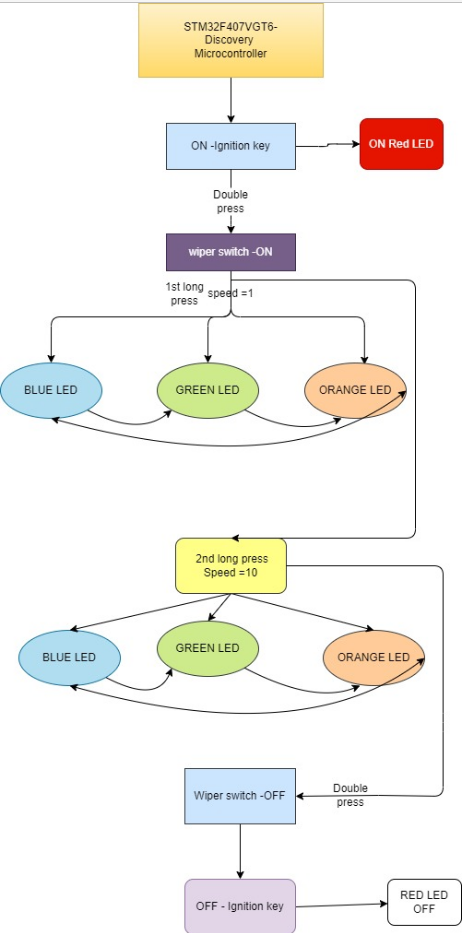 STM32F407VGT6-
Discovery
Microcontroller
ON -Ignition key
ON Red LED
Double
press
wiper switch -ON
1st long
press
speed =1
BLUE LED
GREEN LED
ORANGE LED
2nd long press
Speed =10
BLUE LED
GREEN LED
ORANGE LED
Wiper switch -OFF
Double
press
OFF - Ignition key
RED LED
OFF